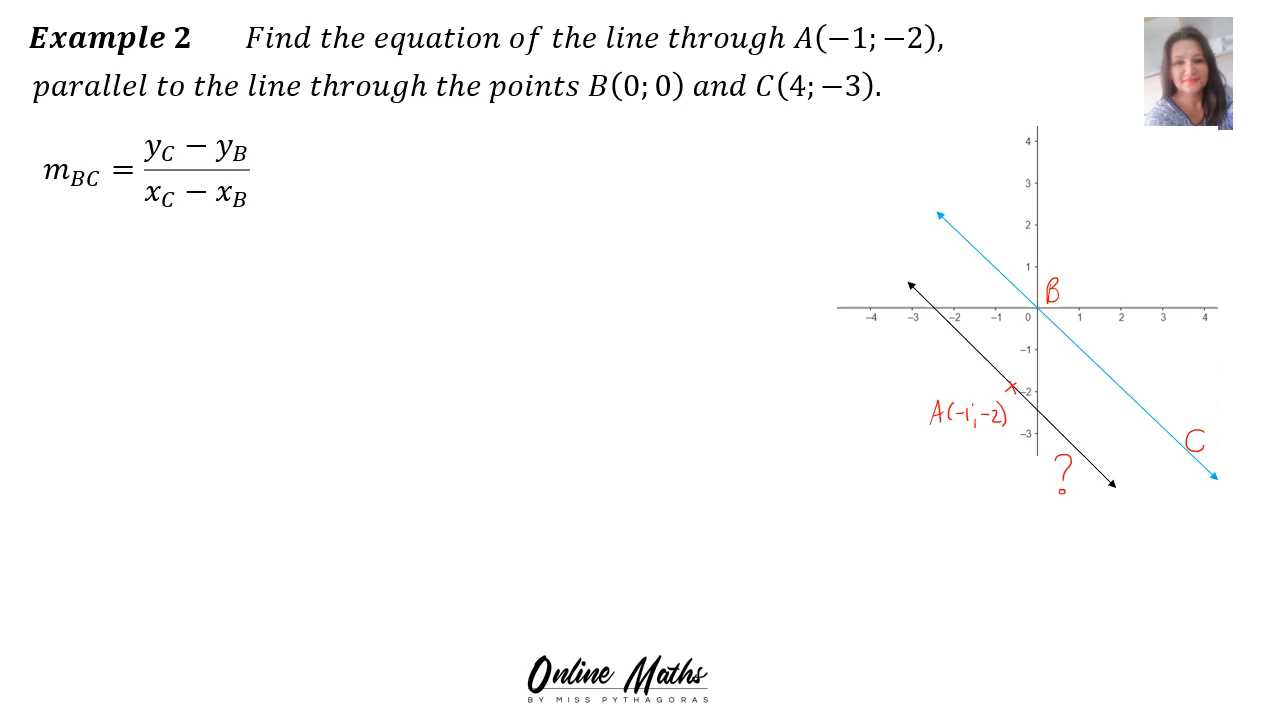 Example 2 Find the equation of the line through A(−1; −2),
parallel to the line through the points B(0; 0) and C(4; −3).
m_BC = (y_C − y_B)/(x_C − x_B)
4
3
2
1
B
−4 −3 −2 −1 0 1 2 3 4
−1
−2
A(-1;-2)
−3
C
?
Online Maths
BY MISS PYTHAGORAS